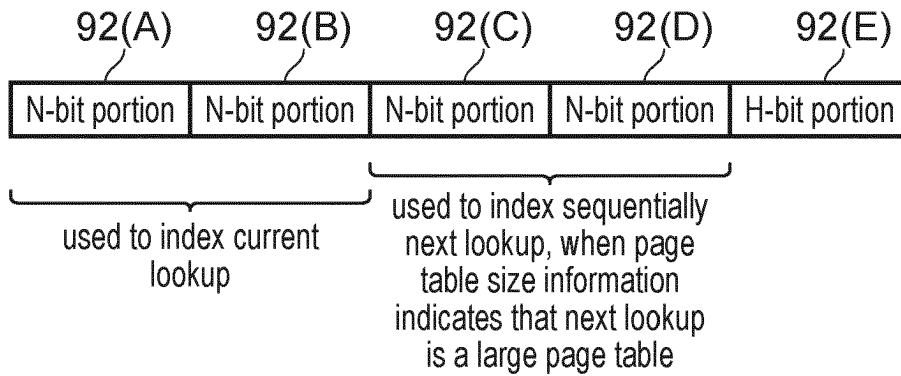 92(A) 92(B) 92(C) 92(D) 92(E)
N-bit portion N-bit portion N-bit portion N-bit portion H-bit portion
used to index current
lookup
used to index sequentially
next lookup, when page
table size information
indicates that next lookup
is a large page table